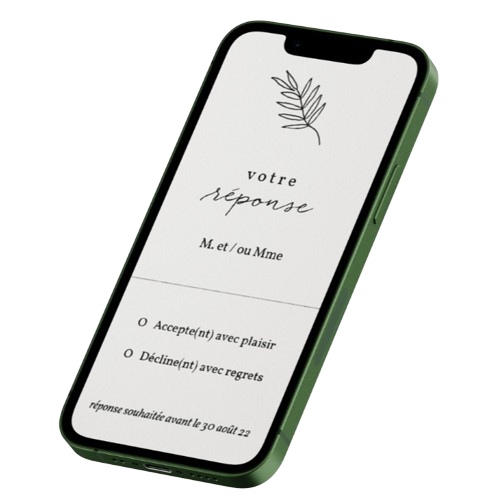 votre
réponse
M. et / ou Mme
O Accepte(nt) avec plaisir
O Décline(nt) avec regrets
réponse souhaitée avant le 30 août 22